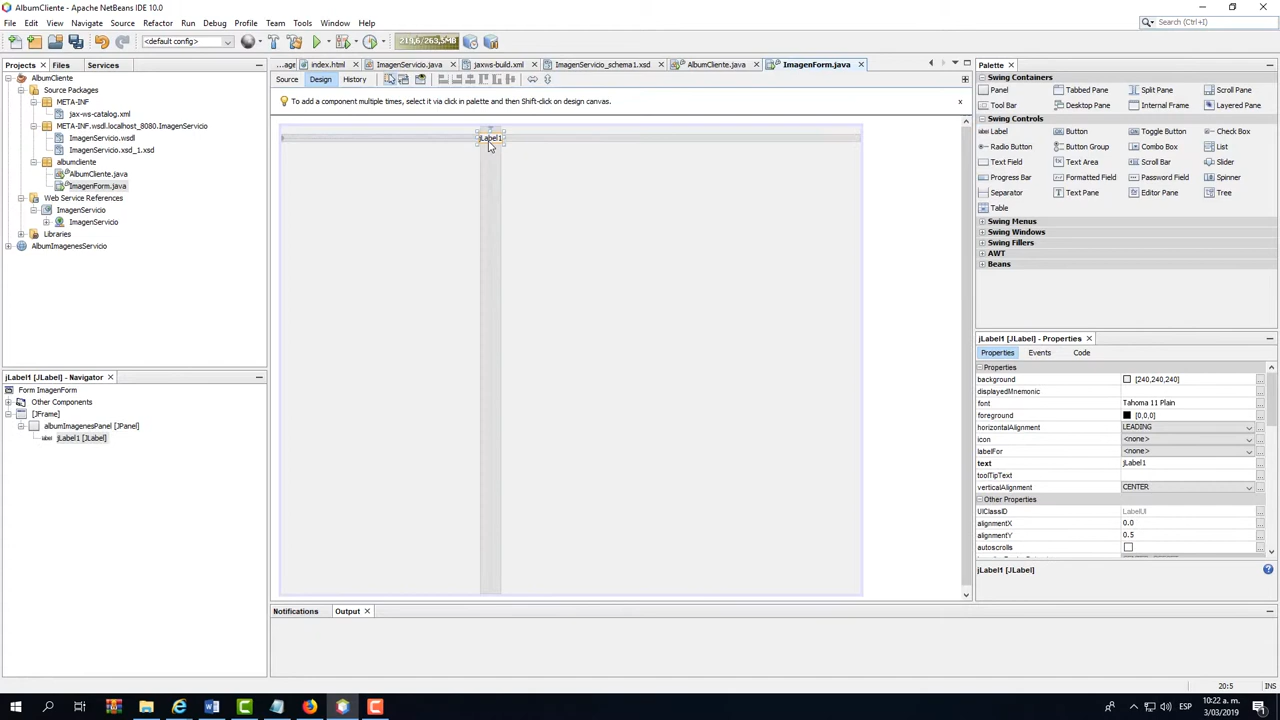 AlbumCliente - Apache NetBeans IDE 10.0
File Edit View Navigate Source Refactor Run Debug Profile Team Tools Window Help
Search (Ctrl+I)
<default config>
219,6/263,5MB
Projects Files Services
AlbumCliente
Source Packages
META-INF
jax-ws-catalog.xml
META-INF.wsdl.localhost_8080.ImagenServicio
ImagenServicio.wsdl
ImagenServicio.xsd_1.xsd
albumcliente
AlbumCliente.java
ImagenForm.java
Web Service References
ImagenServicio
ImagenServicio
Libraries
AlbumImagenesServicio
...age index.html ImagenServicio.java jaxws-build.xml ImagenServicio_schema1.xsd AlbumCliente.java ImagenForm.java
Source Design History
To add a component multiple times, select it via click in palette and then Shift-click on design canvas.
jLabel1
Palette
Swing Containers
Panel Tabbed Pane Split Pane Scroll Pane
Tool Bar Desktop Pane Internal Frame Layered Pane
Swing Controls
Label Button Toggle Button Check Box
Radio Button Button Group Combo Box List
Text Field Text Area Scroll Bar Slider
Progress Bar Formatted Field Password Field Spinner
Separator Text Pane Editor Pane Tree
Table
Swing Menus
Swing Windows
Swing Fillers
AWT
Beans
jLabel1 [JLabel] - Properties
Properties Events Code
Properties
background [240,240,240]
displayedMnemonic
font Tahoma 11 Plain
foreground [0,0,0]
horizontalAlignment LEADING
icon <none>
labelFor <none>
text jLabel1
toolTipText
verticalAlignment CENTER
Other Properties
UIClassID LabelUI
alignmentX 0.0
alignmentY 0.5
autoscrolls
jLabel1 [JLabel]
jLabel1 [JLabel] - Navigator
Form ImagenForm
Other Components
[JFrame]
albumImagenesPanel [JPanel]
jLabel1 [JLabel]
Notifications Output
20:5 INS
ESP
10:22 a. m.
3/03/2019